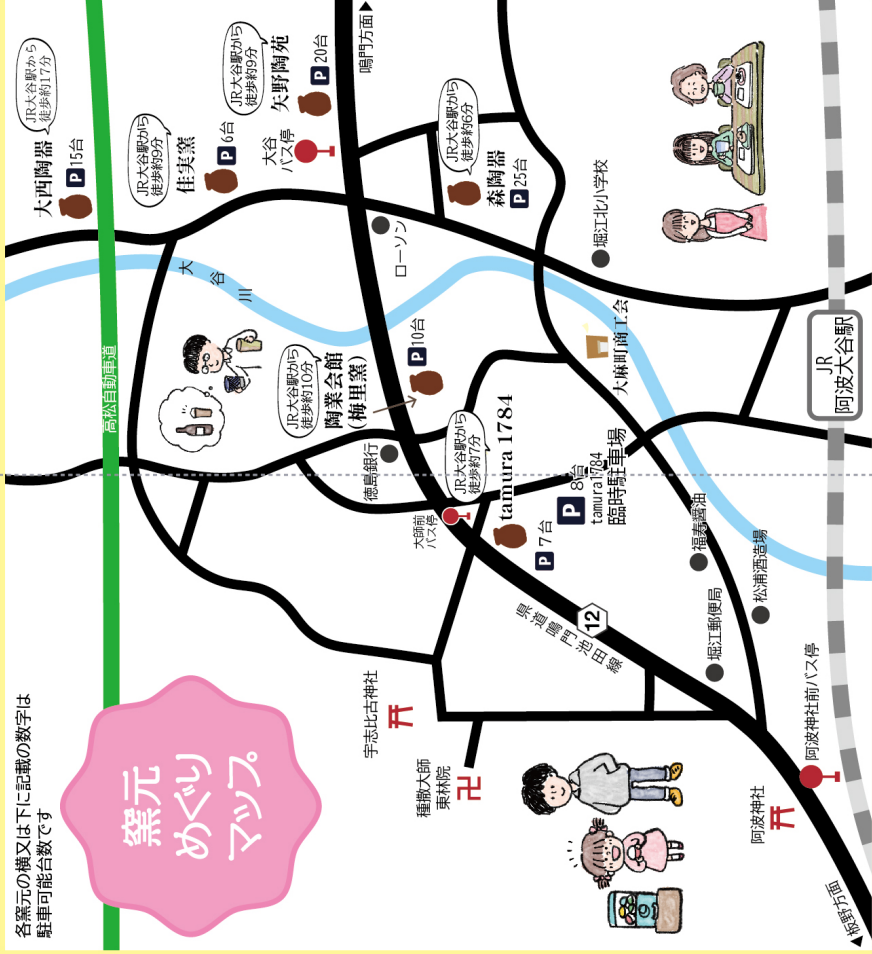 各窯元の横又は下に記載の数字は
駐車可能台数です
窯元
めぐり
マップ
高松自動車道
JR大谷駅から
徒歩約17分
大西陶器
P 15台
JR大谷駅から
徒歩約9分
佳実窯
P 6台
JR大谷駅から
徒歩約9分
矢野陶苑
P 20台
大谷
バス停
鳴門方面
大谷川
ローソン
JR大谷駅から
徒歩約6分
森陶器
P 25台
堀江北小学校
JR大谷駅から
徒歩約10分
陶業会館
(梅里窯)
P 10台
徳島銀行
大麻町商工会
JR
阿波大谷駅
大師前
バス停
JR大谷駅から
徒歩約7分
tamura 1784
P 7台
P 8台
tamura1784
臨時駐車場
福寿醤油
松浦酒造場
堀江郵便局
県道鳴門池田線
12
宇志比古神社
種撒大師
東林院
阿波神社
阿波神社前バス停
板野方面